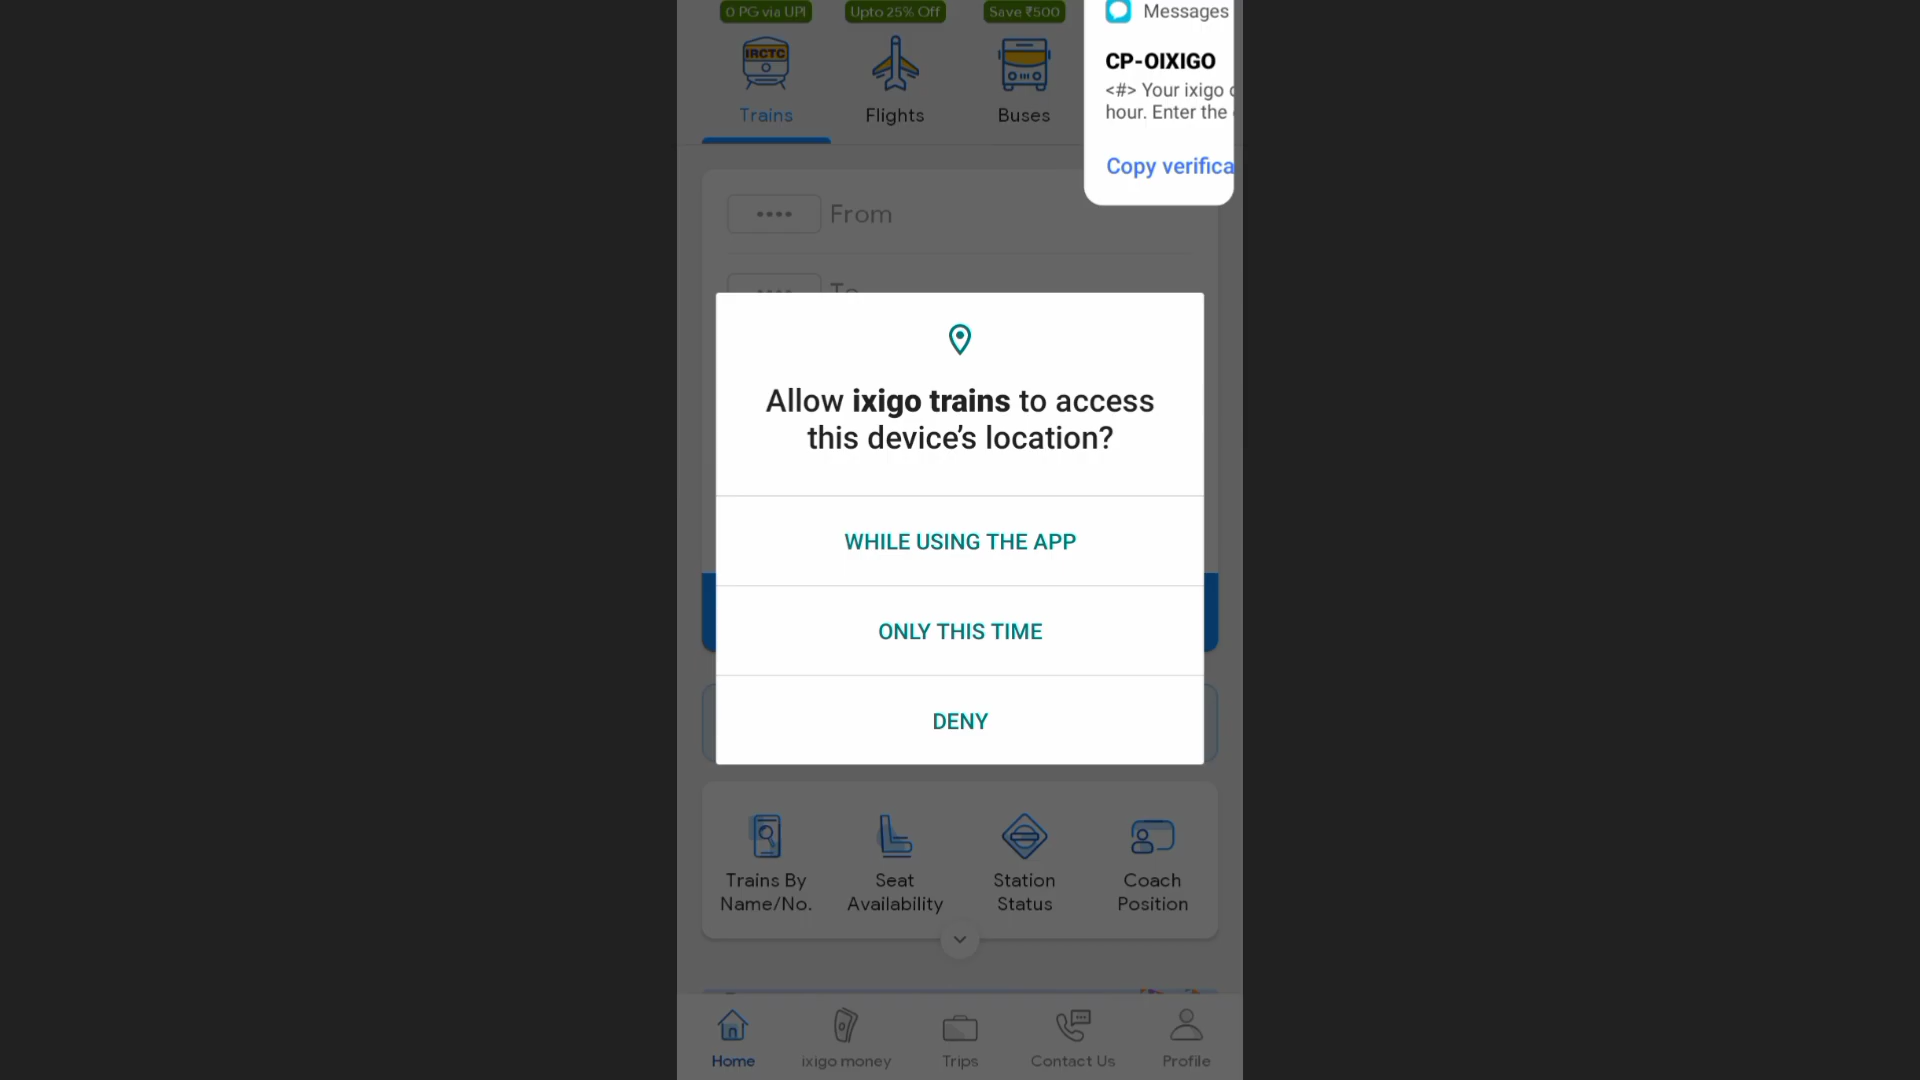 0 PG via UPI
Upto 25% Off
Save ₹500
Messages
IRCTC
CP-OIXIGO
<#> Your ixigo
hour. Enter the
Copy verifica
Trains
Flights
Buses
From
To
Allow ixigo trains to access
this device's location?
WHILE USING THE APP
ONLY THIS TIME
DENY
Trains By
Name/No.
Seat
Availability
Station
Status
Coach
Position
Home
ixigo money
Trips
Contact Us
Profile